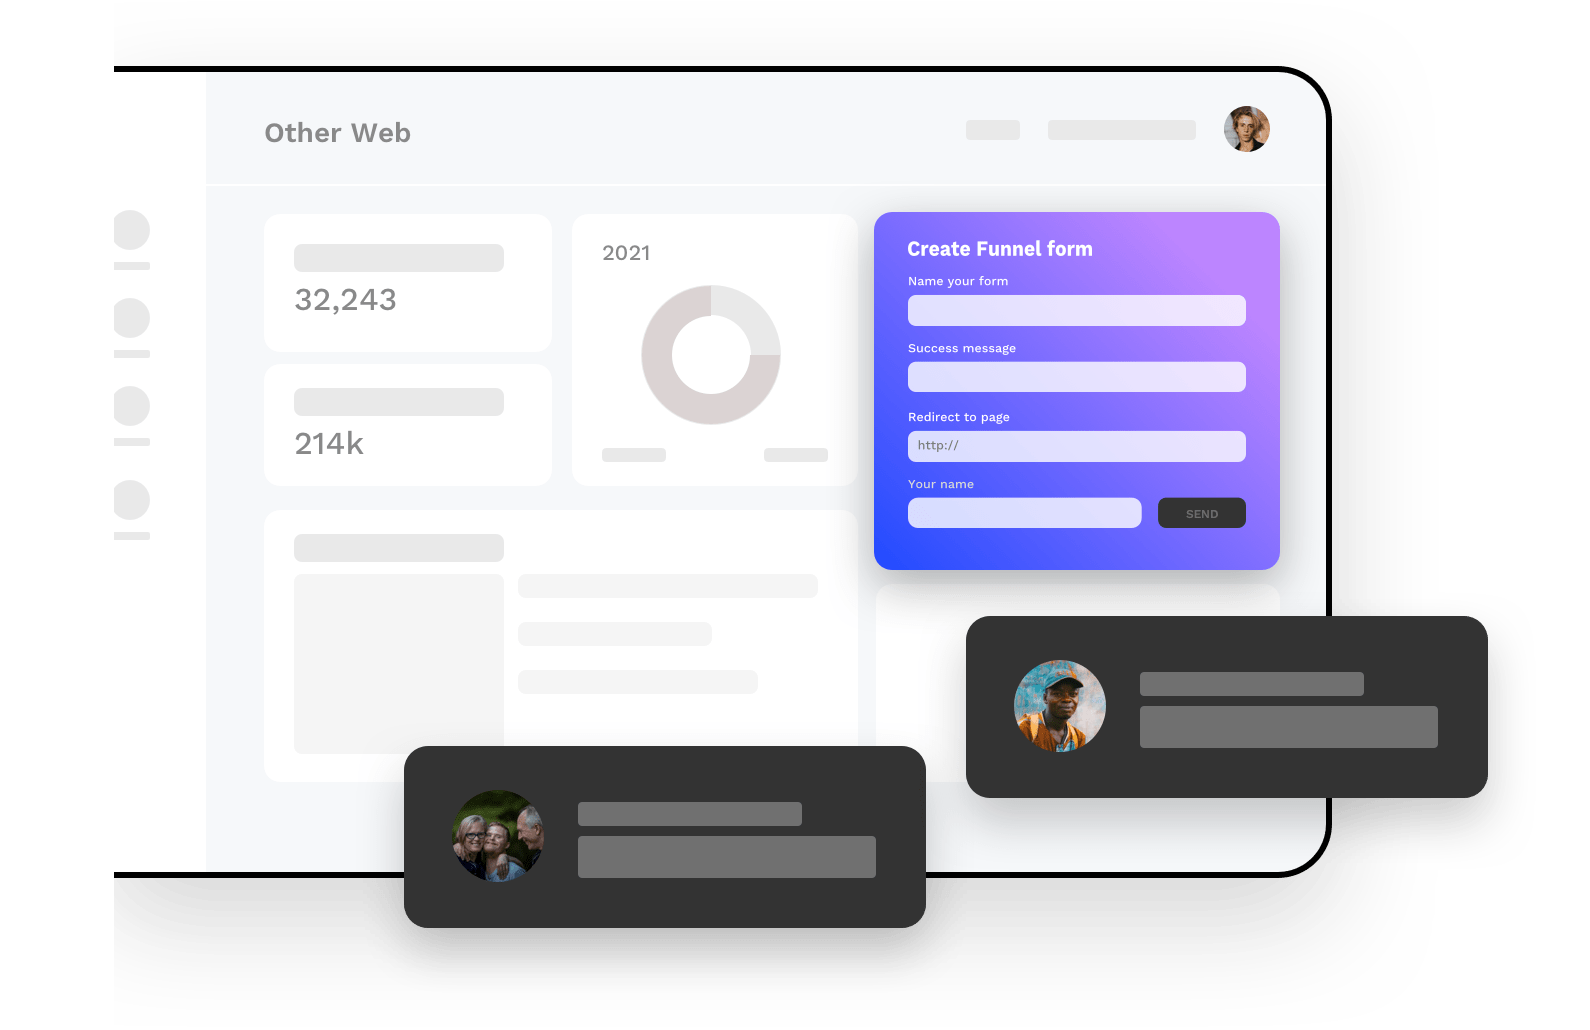 Other Web
32,243
2021
214k
Create Funnel form
Name your form
Success message
Redirect to page
http://
Your name
SEND